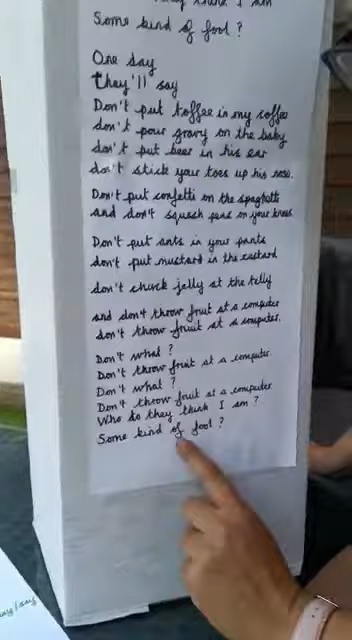 think I am
Some kind of fool?
One day
they'll say
Don't put toffee in my coffee
don't pour gravy on the baby
don't put beer in his ear
don't stick your toes up his nose.
Don't put confetti on the spaghetti
and don't squash peas on your knees.
Don't put ants in your pants
don't put mustard in the custard
don't chuck jelly at the telly
and don't throw fruit at a computer
don't throw fruit at a computer.
Don't what?
Don't throw fruit at a computer.
Don't what?
Don't throw fruit at a computer
Who do they think I am?
Some kind of fool?